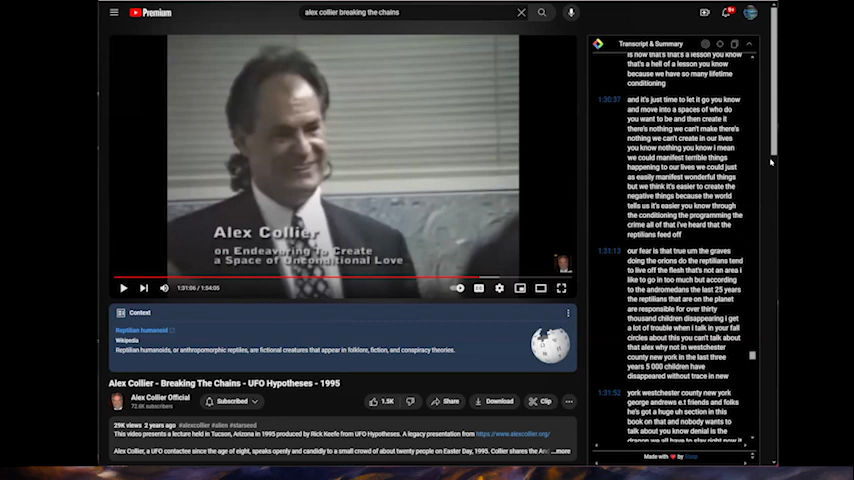 Premium
alex collier breaking the chains
9+
Alex Collier
on Endeavoring To Create
a Space of Unconditional Love
1:31:06 / 1:54:05
Context
Reptilian humanoid
Wikipedia
Reptilian humanoids, or anthropomorphic reptiles, are fictional creatures that appear in folklore, fiction, and conspiracy theories.
Alex Collier - Breaking The Chains - UFO Hypotheses - 1995
Alex Collier Official
72.6K subscribers
Subscribed
1.5K
Share
Download
Clip
29K views 2 years ago #alexcollier #alien #starseed
This video presents a lecture held in Tucson, Arizona in 1995 produced by Rick Keefe from UFO Hypotheses. A legacy presentation from https://www.alexcollier.org/
Alex Collier, a UFO contactee since the age of eight, speaks openly and candidly to a small crowd of about twenty people on Easter Day, 1995. Collier shares the An ...more
Transcript & Summary
is now that's that's a lesson you know
that's a hell of a lesson you know
because we have so many lifetime
conditioning
1:30:37
and it's just time to let it go you know
and move into a spaces of who do
you want to be and then create it
there's nothing we can't make there's
nothing we can't create in our lives
you know nothing you know i mean
we could manifest terrible things
happening to our lives we could just
as easily manifest wonderful things
but we think it's easier to create the
negative things because the world
tells us it's easier you know through
the conditioning the programming the
crime all of that i've heard that the
reptilians feed off
1:31:13
our fear is that true um the graves
doing the orions do the reptilians tend
to live off the flesh that's not an area i
like to go in too much but according
to the andromedans the last 25 years
the reptilians that are on the planet
are responsible for over thirty
thousand children disappearing i get
a lot of trouble when i talk in your fall
circles about this you can't talk about
that alex why not in westchester
county new york in the last three
years 5 000 children have
disappeared without trace in new
1:31:52
york westchester county new york
george andrews e.t friends and folks
he's got a huge uh section in this
book on that and nobody wants to
talk about you know denial is the
dragon we all have to slay right now it
Made with by